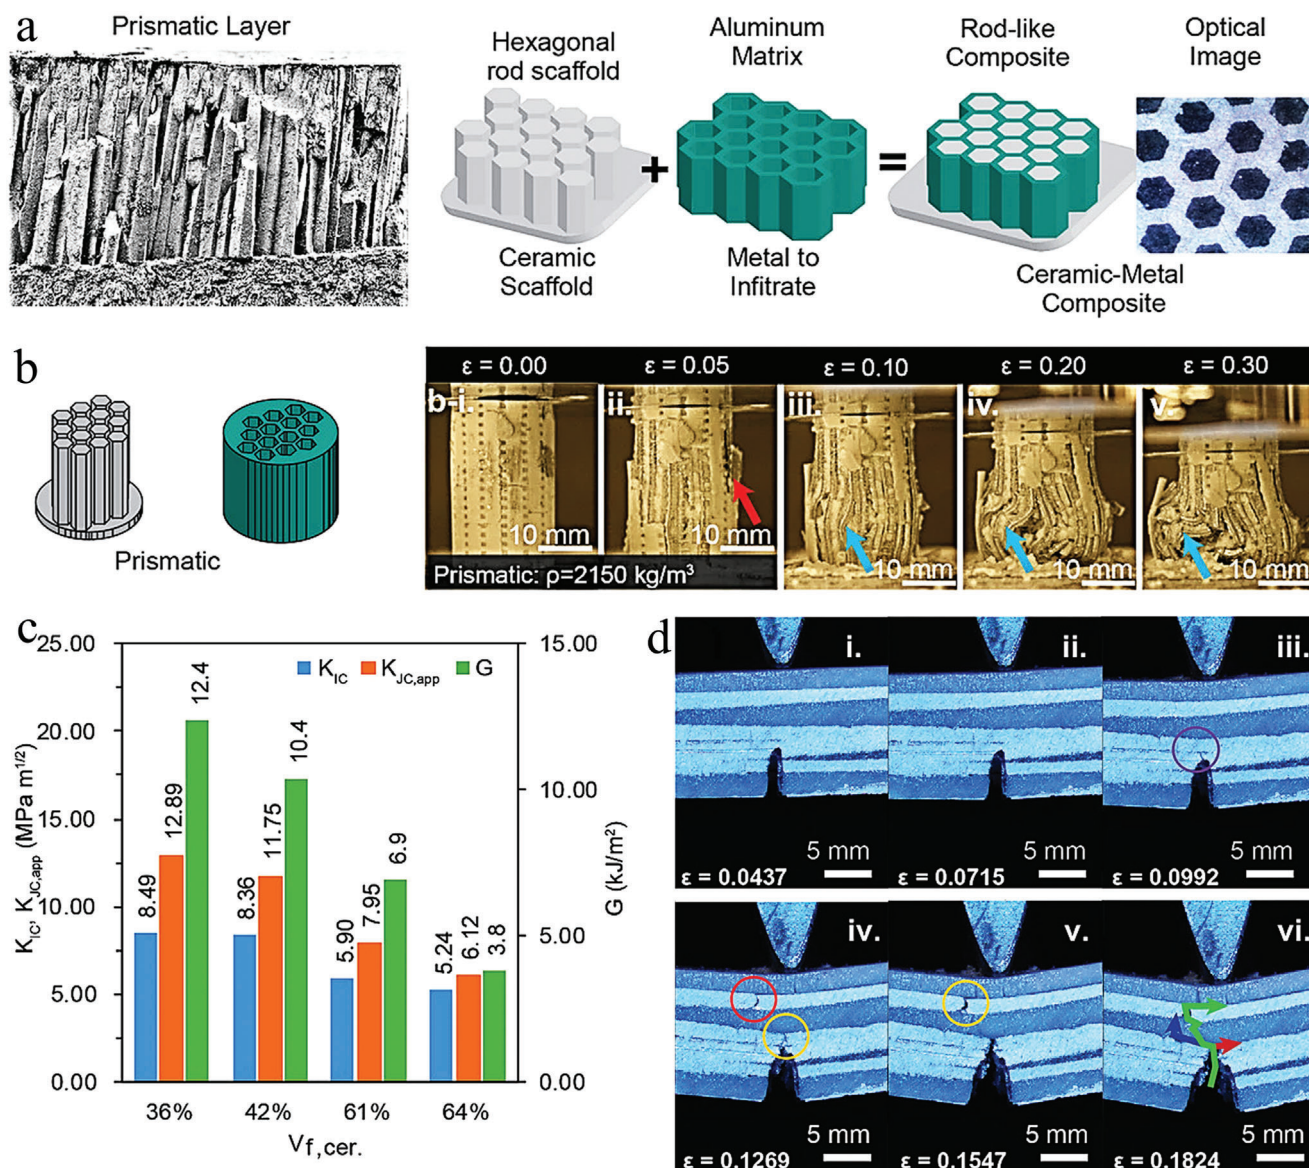 a
Prismatic Layer
Hexagonal
rod scaffold
Ceramic
Scaffold
+
Aluminum
Matrix
Metal to
Infitrate
=
Rod-like
Composite
Ceramic-Metal
Composite
Optical
Image
b
Prismatic
ε = 0.00
ε = 0.05
ε = 0.10
ε = 0.20
ε = 0.30
b-i.
ii.
iii.
iv.
v.
10 mm
10 mm
10 mm
10 mm
10 mm
Prismatic: ρ=2150 kg/m³
c
25.00
20.00
15.00
10.00
5.00
0.00
K_IC, K_JC,app (MPa m^1/2)
K_IC
K_JC,app
G
8.49
12.89
12.4
8.36
11.75
10.4
5.90
7.95
6.9
5.24
6.12
3.8
15.00
10.00
5.00
0.00
G (kJ/m²)
36%
42%
61%
64%
V_f,cer.
d
i.
5 mm
ε = 0.0437
ii.
5 mm
ε = 0.0715
iii.
5 mm
ε = 0.0992
iv.
5 mm
ε = 0.1269
v.
5 mm
ε = 0.1547
vi.
5 mm
ε = 0.1824